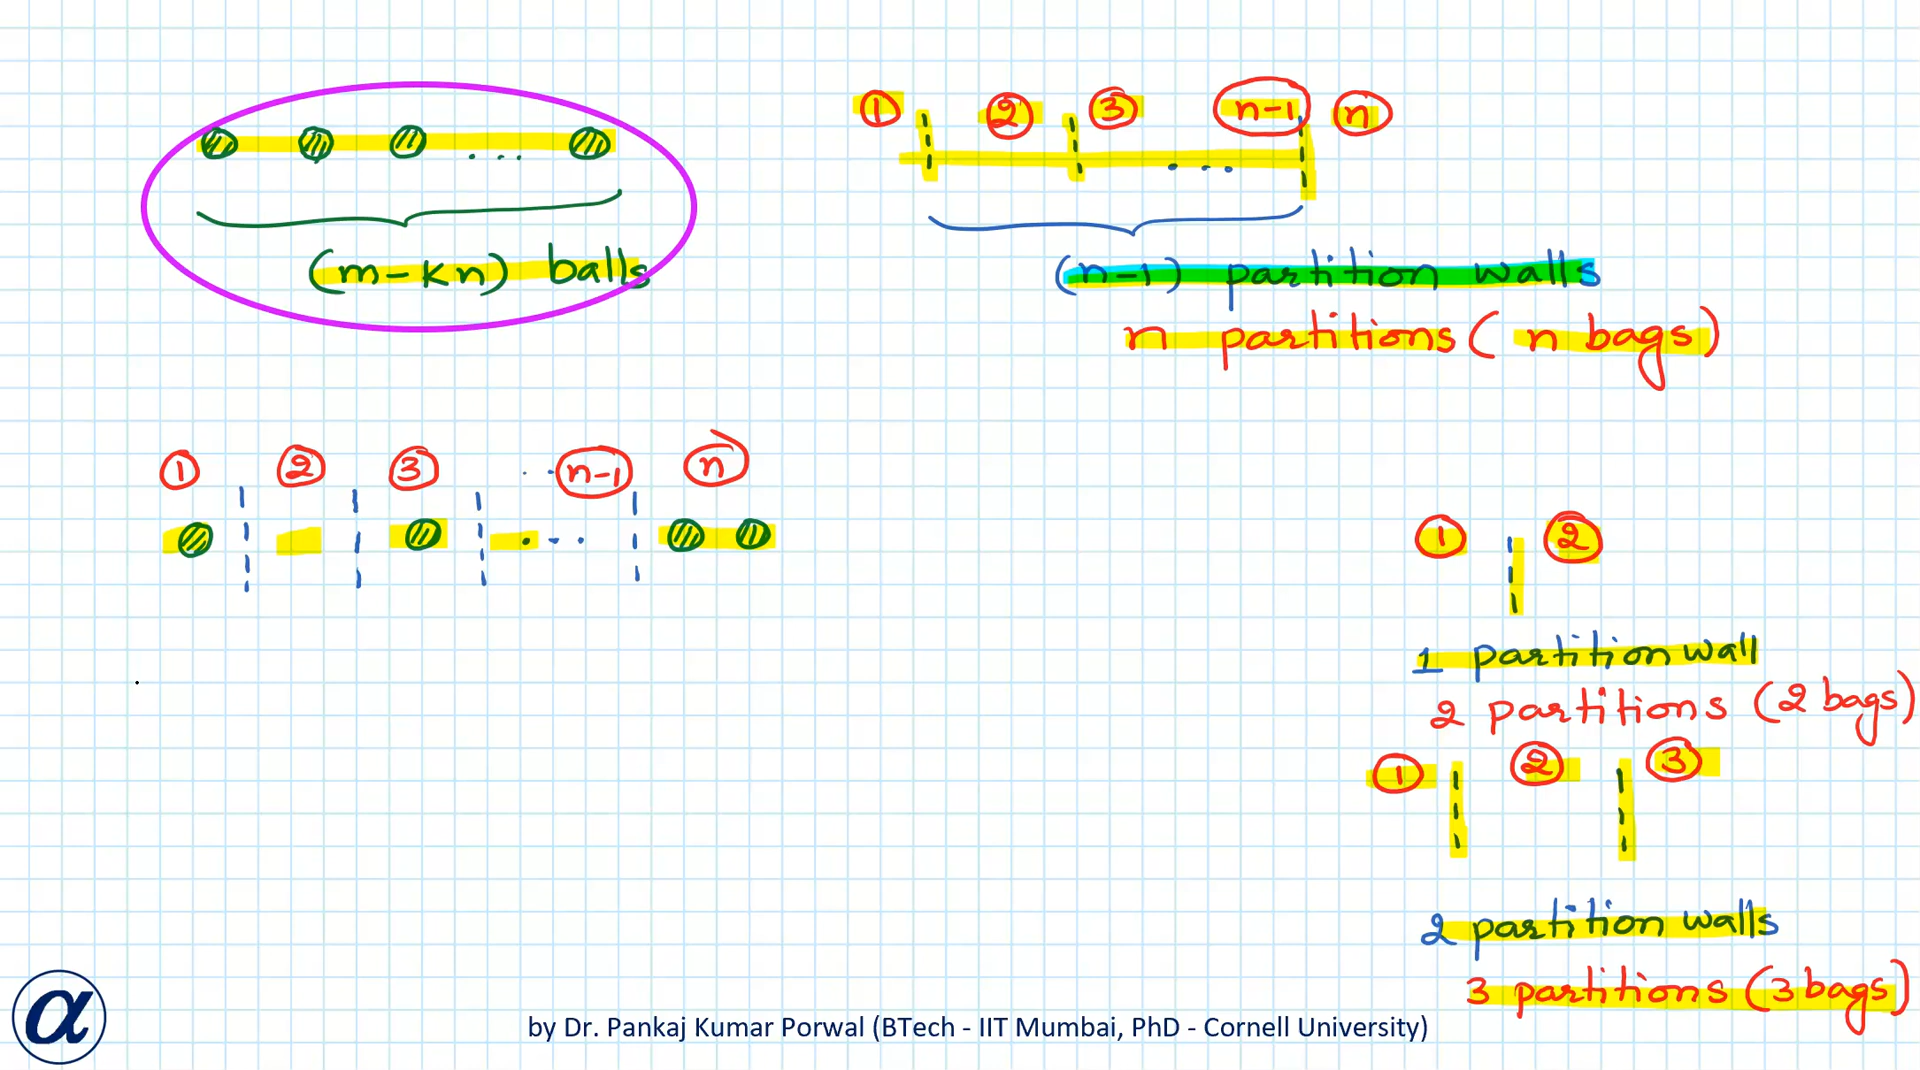 ① ② ③ (n-1) (n)
... ...
(m-kn) balls
(n-1) partition walls
n partitions (n bags)
① ② ③ ... (n-1) (n)
...
① ②
1 partition wall
2 partitions (2 bags)
① ② ③
2 partition walls
3 partitions (3 bags)
α
by Dr. Pankaj Kumar Porwal (BTech - IIT Mumbai, PhD - Cornell University)